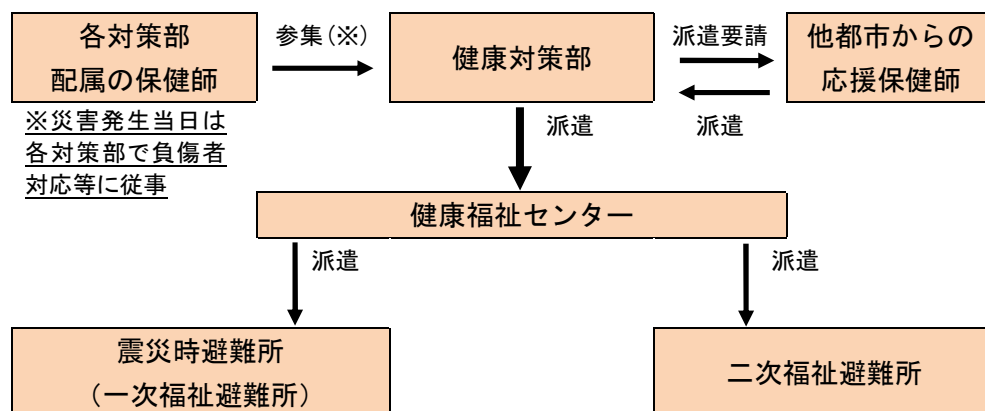 各対策部
配属の保健師
参集(※)
健康対策部
派遣要請
派遣
他都市からの
応援保健師
※災害発生当日は
各対策部で負傷者
対応等に従事
派遣
健康福祉センター
派遣
派遣
震災時避難所
(一次福祉避難所)
二次福祉避難所